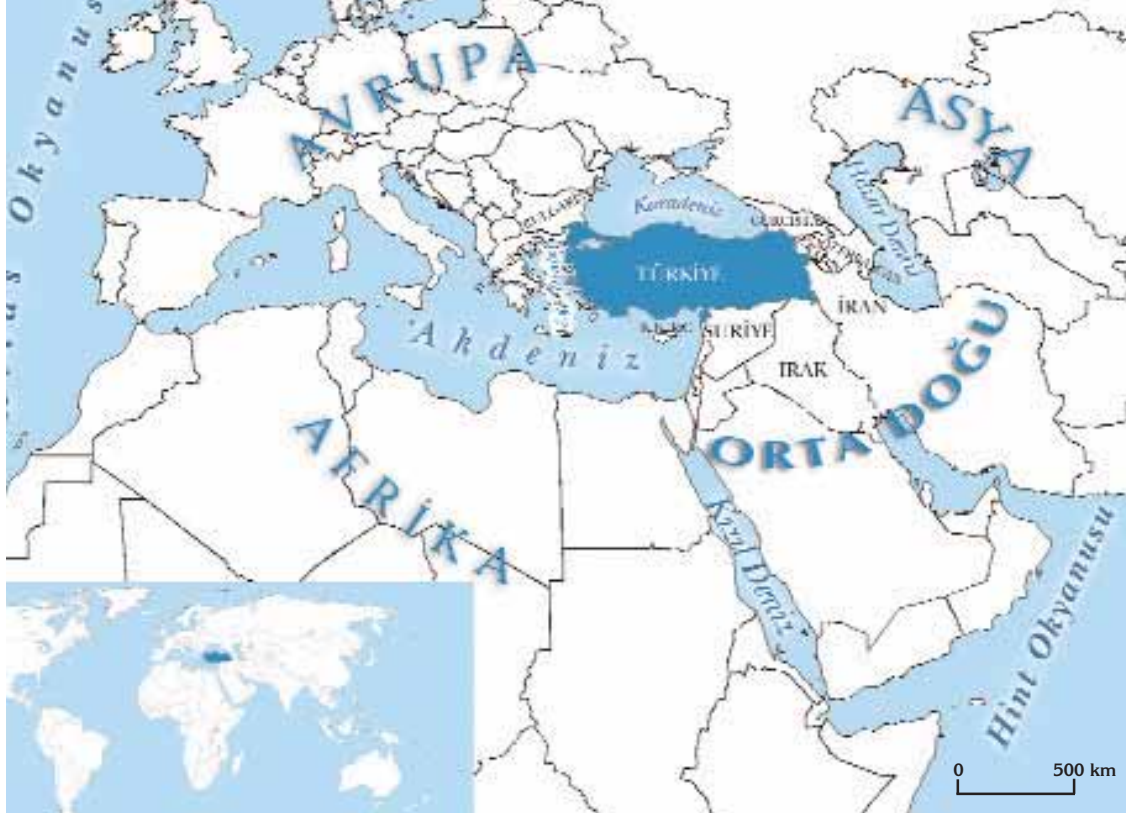 Okyanus
AVRUPA
ASYA
Hazar Denizi
Karadeniz
GÜRCİSTAN
TÜRKİYE
İRAN
SURİYE
IRAK
Akdeniz
ORTA DOĞU
AFRİKA
Kızıl Deniz
Hint Okyanusu
0 500 km